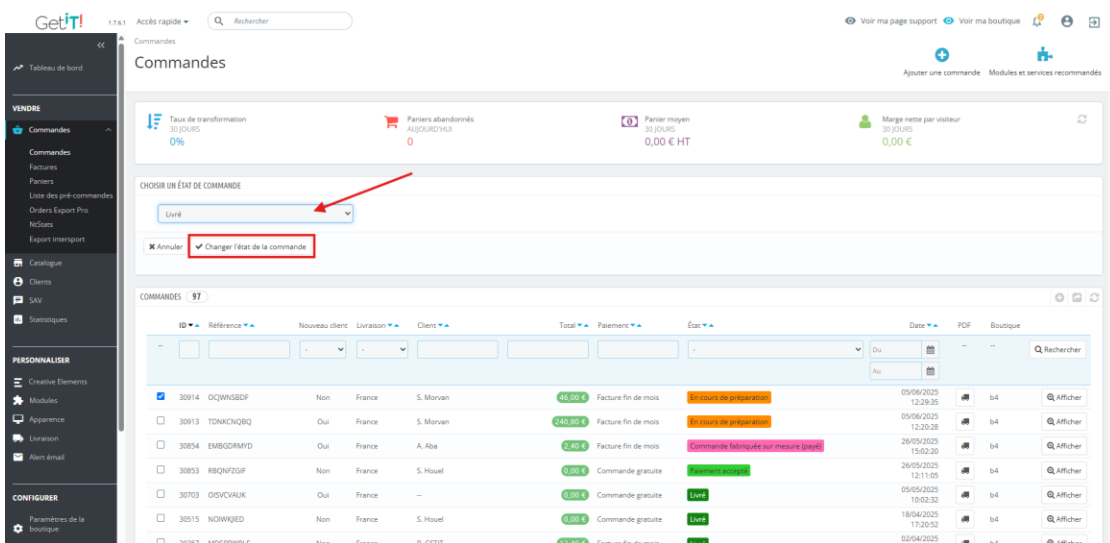 GetiT!
1.7.6.1
Accès rapide
Rechercher
Voir ma page support
Voir ma boutique
Tableau de bord
VENDRE
Commandes
Commandes
Factures
Paniers
Liste des pré-commandes
Orders Export Pro
NtStats
Export intersport
Catalogue
Clients
SAV
Statistiques
PERSONNALISER
Creative Elements
Modules
Apparence
Livraison
Alert émail
CONFIGURER
Paramètres de la
boutique
Commandes
Commandes
Ajouter une commande
Modules et services recommandés
Taux de transformation
30 JOURS
0%
Paniers abandonnés
AUJOURD'HUI
0
Panier moyen
30 JOURS
0,00 € HT
Marge nette par visiteur
30 JOURS
0,00 €
CHOISIR UN ÉTAT DE COMMANDE
Livré
Annuler
Changer l'état de la commande
COMMANDES 97
ID Référence Nouveau client Livraison Client Total Paiement État Date PDF Boutique
-- - - - Du -- -- Rechercher
Au
30914 OCJWNSBDF Non France S. Morvan 46,00 € Facture fin de mois En cours de préparation 05/06/2025 12:29:35 b4 Afficher
30913 TDNKCNQBQ Oui France S. Morvan 240,80 € Facture fin de mois En cours de préparation 05/06/2025 12:20:28 b4 Afficher
30854 EMBGDRMYD Oui France A. Aba 2,40 € Facture fin de mois Commande fabriquée sur mesure (payé) 26/05/2025 15:02:20 b4 Afficher
30853 RBQNFZGIF Non France S. Houel 0,00 € Commande gratuite Paiement accepté 26/05/2025 12:11:05 b4 Afficher
30703 OISVCVAUK Oui France -- 0,00 € Commande gratuite Livré 05/05/2025 10:02:32 b4 Afficher
30515 NOIWKJIED Non France S. Houel 0,00 € Commande gratuite Livré 18/04/2025 17:20:52 b4 Afficher
02/04/2025